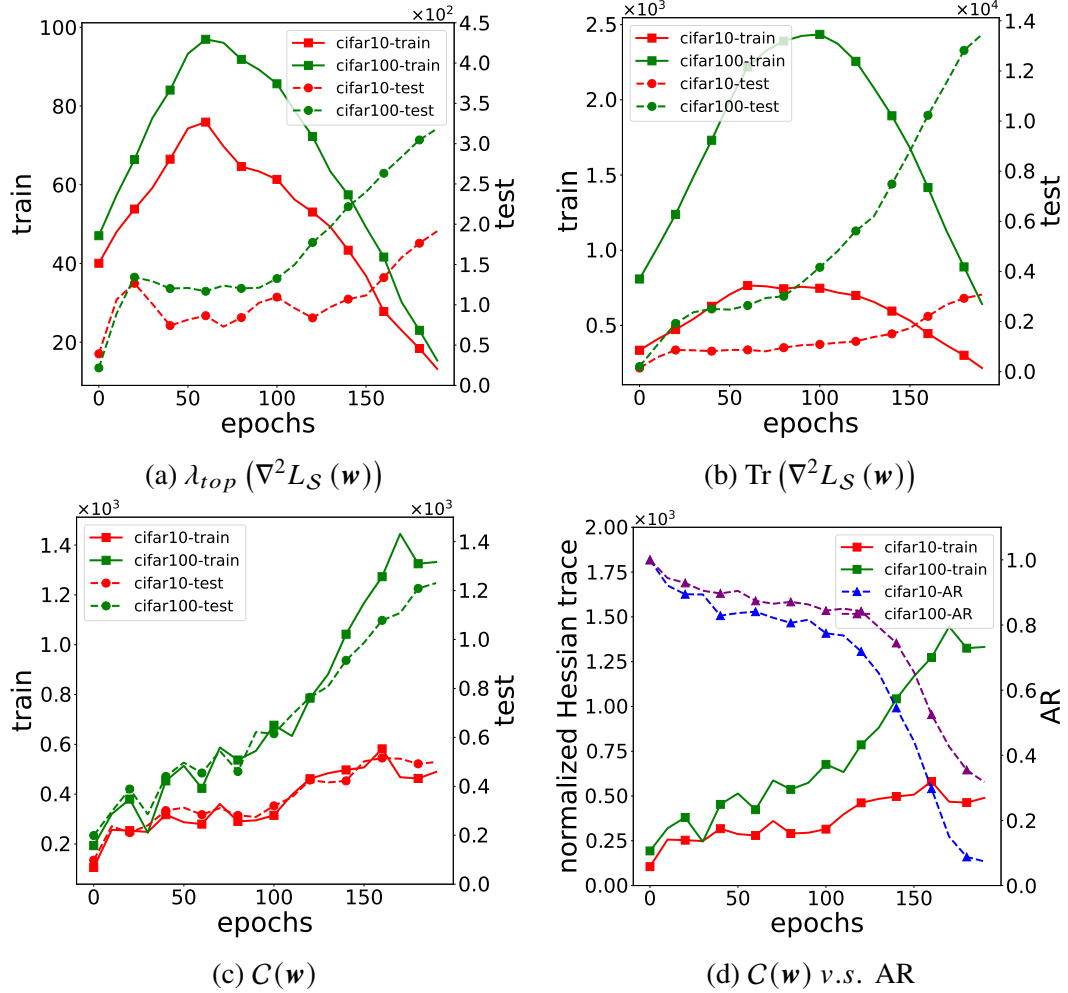 ×10²
100
80
60
40
20
train
4.5
4.0
3.5
3.0
2.5
2.0
1.5
1.0
0.5
0.0
test
cifar10-train
cifar100-train
cifar10-test
cifar100-test
0 50 100 150
epochs
(a) λ_top (∇²L_S (w))
×10³
×10⁴
2.5
2.0
1.5
1.0
0.5
train
1.4
1.2
1.0
0.8
0.6
0.4
0.2
0.0
test
cifar10-train
cifar100-train
cifar10-test
cifar100-test
0 50 100 150
epochs
(b) Tr (∇²L_S (w))
×10³
×10³
1.4
1.2
1.0
0.8
0.6
0.4
0.2
train
1.4
1.2
1.0
0.8
0.6
0.4
0.2
0.0
test
cifar10-train
cifar100-train
cifar10-test
cifar100-test
0 50 100 150
epochs
(c) C(w)
×10³
2.00
1.75
1.50
1.25
1.00
0.75
0.50
0.25
0.00
normalized Hessian trace
1.0
0.8
0.6
0.4
0.2
0.0
AR
cifar10-train
cifar100-train
cifar10-AR
cifar100-AR
0 50 100 150
epochs
(d) C(w) v.s. AR